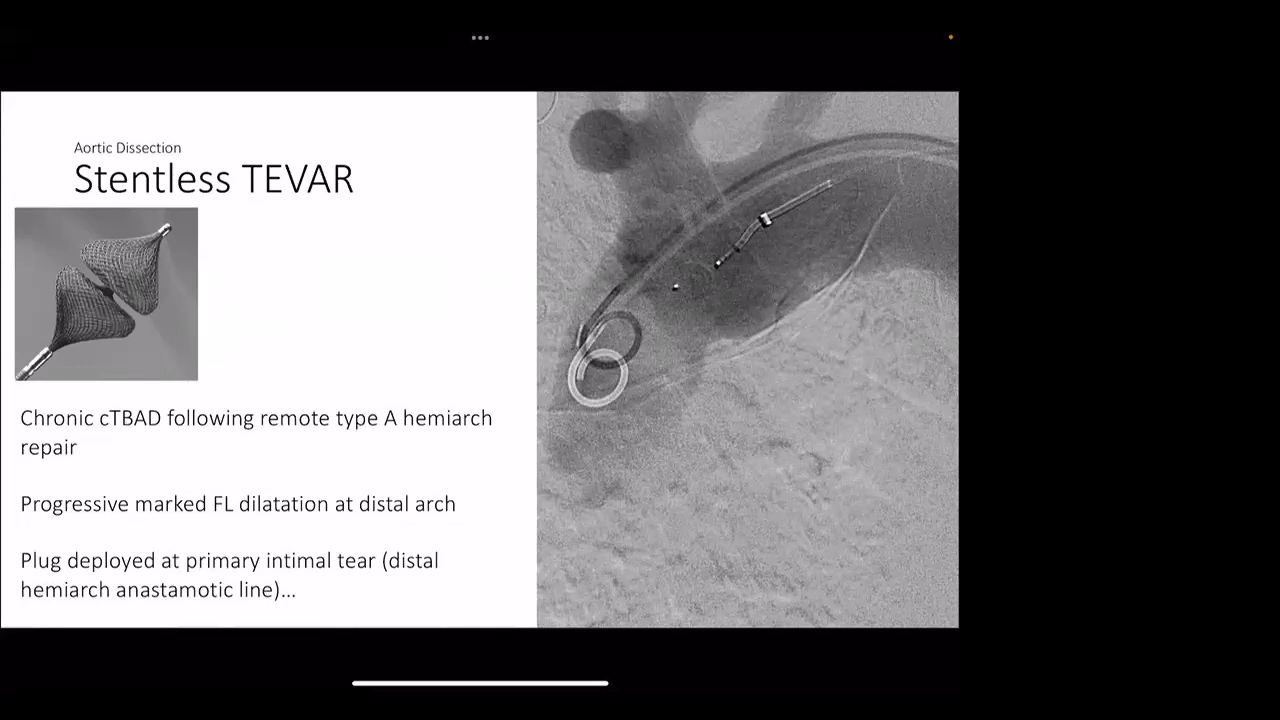 Aortic Dissection
Stentless TEVAR
Chronic cTBAD following remote type A hemiarch
repair
Progressive marked FL dilatation at distal arch
Plug deployed at primary intimal tear (distal
hemiarch anastamotic line)...